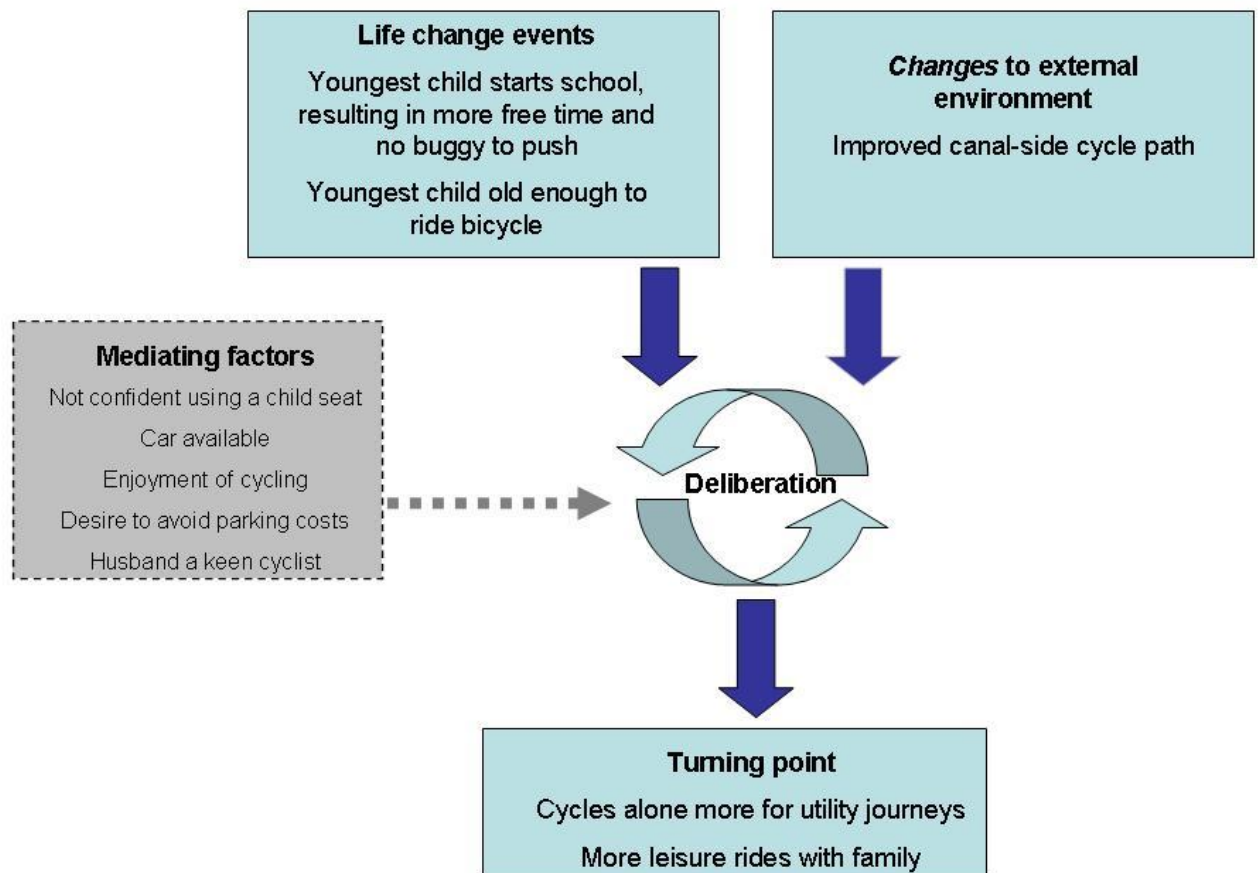 Life change events
Youngest child starts school,
resulting in more free time and
no buggy to push
Youngest child old enough to
ride bicycle
Changes to external
environment
Improved canal-side cycle path
Mediating factors
Not confident using a child seat
Car available
Enjoyment of cycling
Desire to avoid parking costs
Husband a keen cyclist
Deliberation
Turning point
Cycles alone more for utility journeys
More leisure rides with family